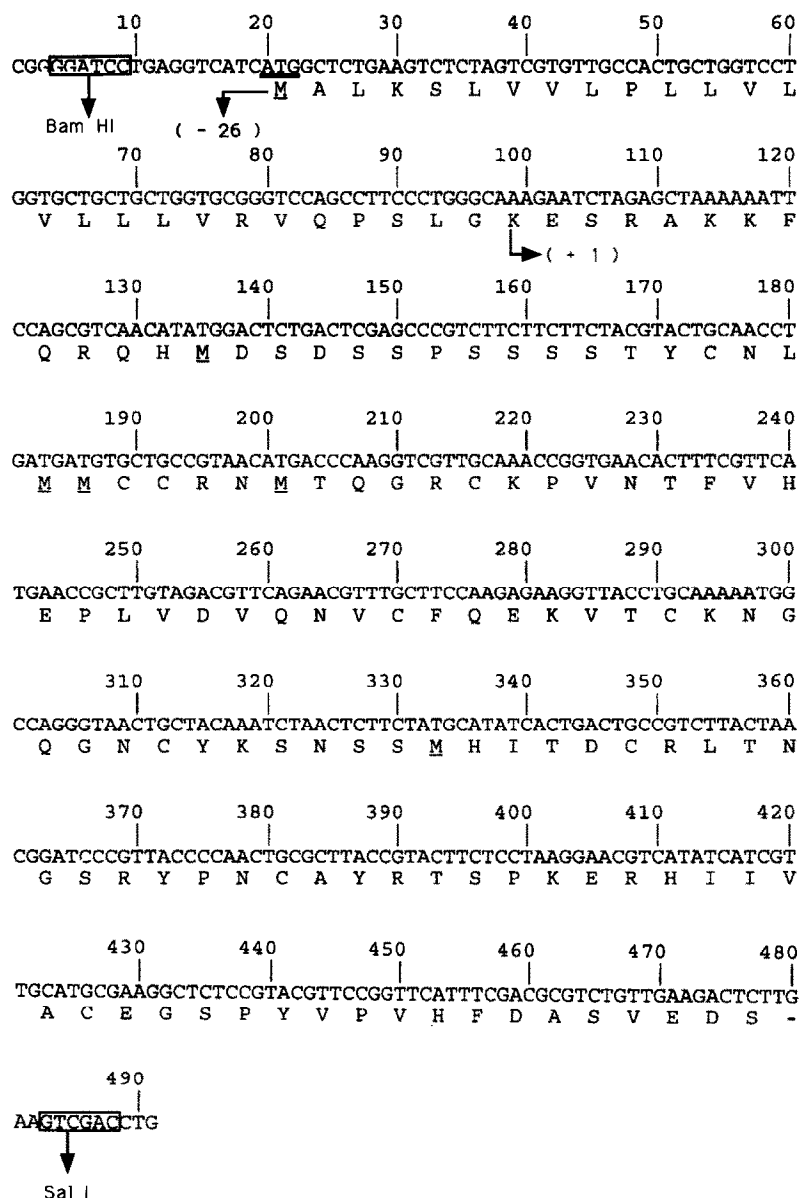 10 20 30 40 50 60
CGGGGATCCTGAGGTCATCATGGCTCTGAAGTCTCTAGTCGTGTTGCCACTGCTGGTCCT
M A L K S L V V L P L L V L
Bam HI ( - 26 )
70 80 90 100 110 120
GGTGCTGCTGCTGGTGCGGGTCCAGCCTTCCCTGGGCAAAGAATCTAGAGCTAAAAAATT
V L L L V R V Q P S L G K E S R A K K F
( + 1 )
130 140 150 160 170 180
CCAGCGTCAACATATGGACTCTGACTCGAGCCCGTCTTCTTCTTCTACGTACTGCAACCT
Q R Q H M D S D S S P S S S S T Y C N L
190 200 210 220 230 240
GATGATGTGCTGCCGTAACATGACCCAAGGTCGTTGCAAACCGGTGAACACTTTCGTTCA
M M C C R N M T Q G R C K P V N T F V H
250 260 270 280 290 300
TGAACCGCTTGTAGACGTTCAGAACGTTTGCTTCCAAGAGAAGGTTACCTGCAAAAATGG
E P L V D V Q N V C F Q E K V T C K N G
310 320 330 340 350 360
CCAGGGTAACTGCTACAAATCTAACTCTTCTATGCATATCACTGACTGCCGTCTTACTAA
Q G N C Y K S N S S M H I T D C R L T N
370 380 390 400 410 420
CGGATCCCGTTACCCCAACTGCGCTTACCGTACTTCTCCTAAGGAACGTCATATCATCGT
G S R Y P N C A Y R T S P K E R H I I V
430 440 450 460 470 480
TGCATGCGAAGGCTCTCCGTACGTTCCGGTTCATTTCGACGCGTCTGTTGAAGACTCTTG
A C E G S P Y V P V H F D A S V E D S -
490
AAGTCGACCTG
Sal I